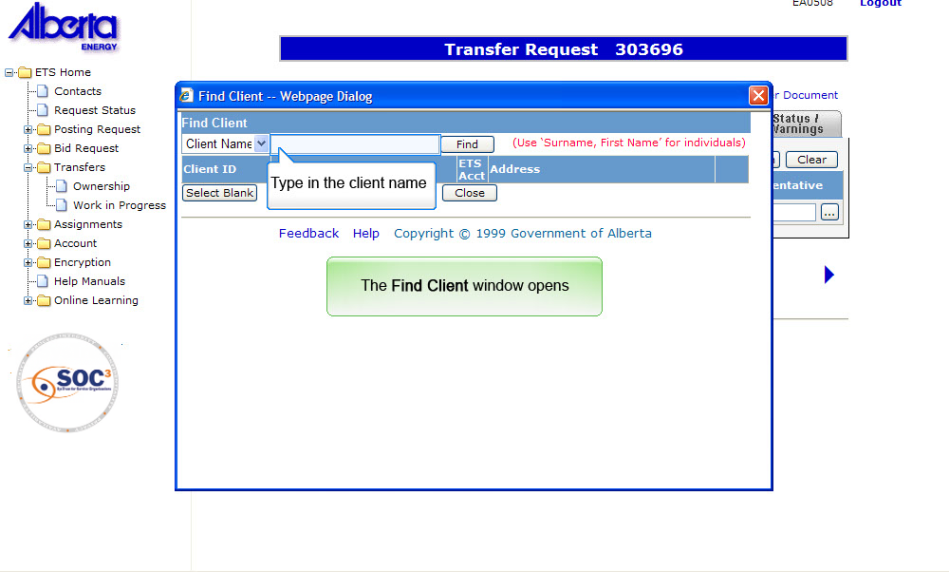 EA0508 Logout
Alberta
ENERGY
Transfer Request 303696
ETS Home
Contacts
Request Status
Posting Request
Bid Request
Transfers
Ownership
Work in Progress
Assignments
Account
Encryption
Help Manuals
Online Learning
SOC3
Find Client -- Webpage Dialog
Find Client
Client Name Find (Use 'Surname, First Name' for individuals)
Client ID ETS Acct Address
Type in the client name
Select Blank Close
Feedback Help Copyright © 1999 Government of Alberta
The Find Client window opens
r Document
Status /
Warnings
Clear
entative
...